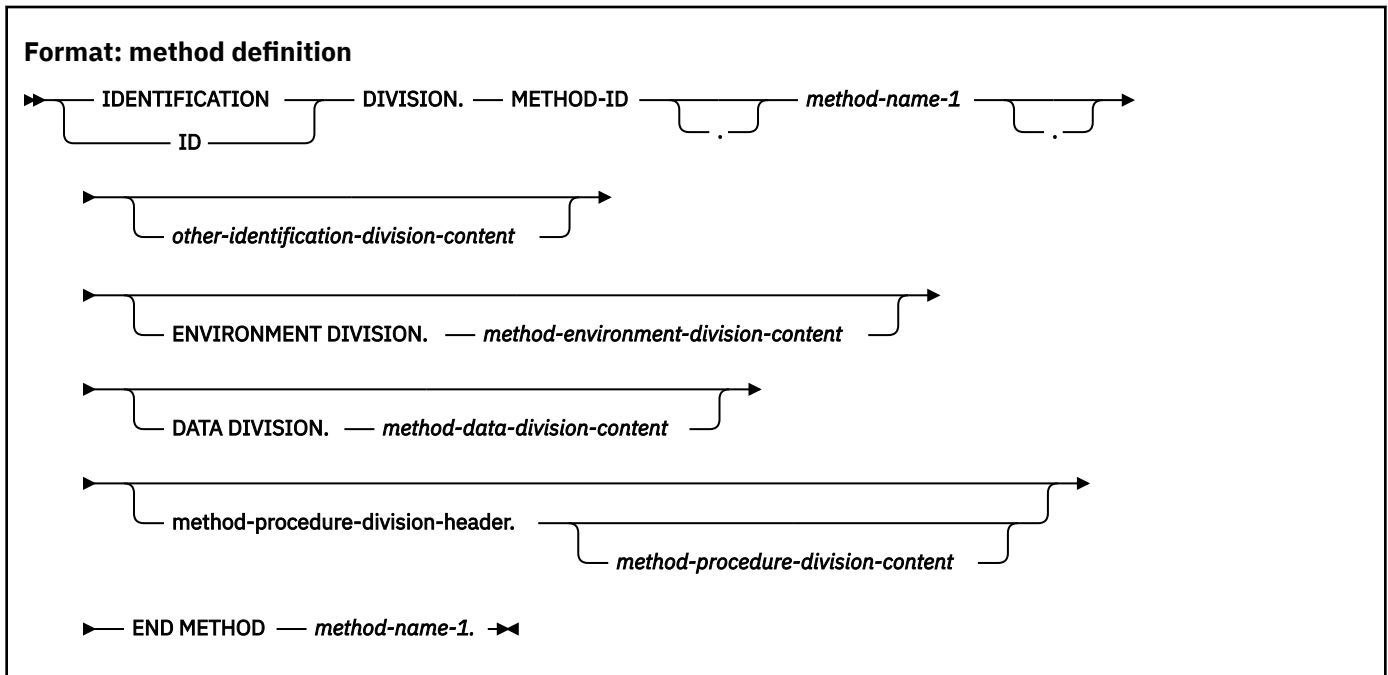 Format: method definition
IDENTIFICATION DIVISION. METHOD-ID . method-name-1 .
ID
other-identification-division-content
ENVIRONMENT DIVISION. method-environment-division-content
DATA DIVISION. method-data-division-content
method-procedure-division-header.
method-procedure-division-content
END METHOD method-name-1.